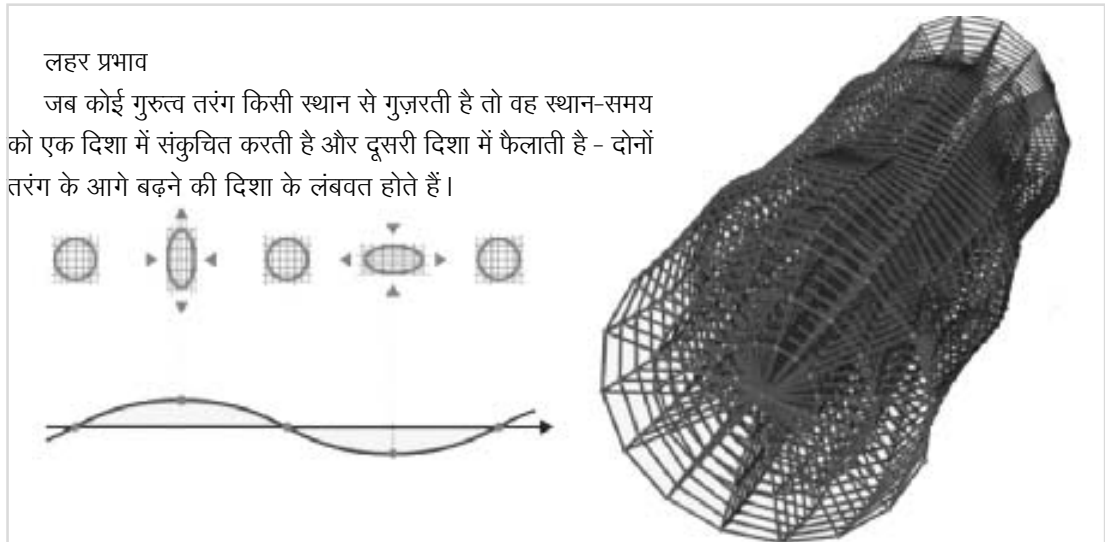 लहर प्रभाव
जब कोई गुरुत्व तरंग किसी स्थान से गुज़रती है तो वह स्थान-समय
को एक दिशा में संकुचित करती है और दूसरी दिशा में फैलाती है - दोनों
तरंग के आगे बढ़ने की दिशा के लंबवत होते हैं।